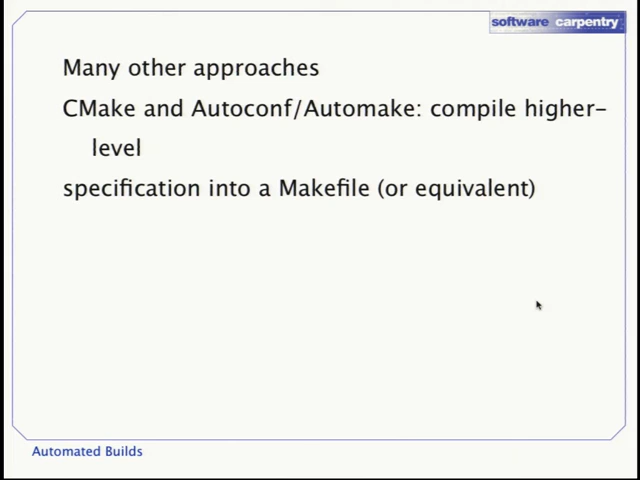 software carpentry
Many other approaches
CMake and Autoconf/Automake: compile higher-
level
specification into a Makefile (or equivalent)
Automated Builds